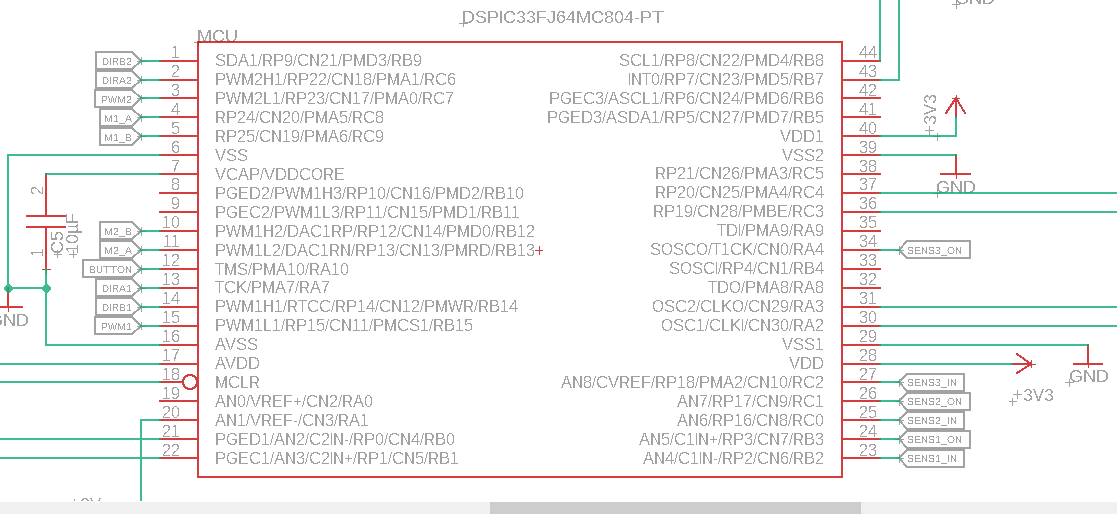 GND
DSPIC33FJ64MC804-PT
MCU
DIRB2 1 SDA1/RP9/CN21/PMD3/RB9
DIRA2 2 PWM2H1/RP22/CN18/PMA1/RC6
PWM2 3 PWM2L1/RP23/CN17/PMA0/RC7
M1_A 4 RP24/CN20/PMA5/RC8
M1_B 5 RP25/CN19/PMA6/RC9
6 VSS
7 VCAP/VDDCORE
8 PGED2/PWM1H3/RP10/CN16/PMD2/RB10
9 PGEC2/PWM1L3/RP11/CN15/PMD1/RB11
M2_B 10 PWM1H2/DAC1RP/RP12/CN14/PMD0/RB12
M2_A 11 PWM1L2/DAC1RN/RP13/CN13/PMRD/RB13
BUTTON 12 TMS/PMA10/RA10
DIRA1 13 TCK/PMA7/RA7
DIRB1 14 PWM1H1/RTCC/RP14/CN12/PMWR/RB14
PWM1 15 PWM1L1/RP15/CN11/PMCS1/RB15
16 AVSS
17 AVDD
18 MCLR
19 AN0/VREF+/CN2/RA0
20 AN1/VREF-/CN3/RA1
21 PGED1/AN2/C2IN-/RP0/CN4/RB0
22 PGEC1/AN3/C2IN+/RP1/CN5/RB1
2
1
C5
10µF
GND
SCL1/RP8/CN22/PMD4/RB8 44
INT0/RP7/CN23/PMD5/RB7 43
PGEC3/ASCL1/RP6/CN24/PMD6/RB6 42
PGED3/ASDA1/RP5/CN27/PMD7/RB5 41
VDD1 40
VSS2 39
RP21/CN26/PMA3/RC5 38
RP20/CN25/PMA4/RC4 37
RP19/CN28/PMBE/RC3 36
TDI/PMA9/RA9 35
SOSCO/T1CK/CN0/RA4 34 SENS3_ON
SOSCI/RP4/CN1/RB4 33
TDO/PMA8/RA8 32
OSC2/CLKO/CN29/RA3 31
OSC1/CLKI/CN30/RA2 30
VSS1 29
VDD 28
AN8/CVREF/RP18/PMA2/CN10/RC2 27 SENS3_IN
AN7/RP17/CN9/RC1 26 SENS2_ON
AN6/RP16/CN8/RC0 25 SENS2_IN
AN5/C1IN+/RP3/CN7/RB3 24 SENS1_ON
AN4/C1IN-/RP2/CN6/RB2 23 SENS1_IN
+3V3
GND
GND
+3V3